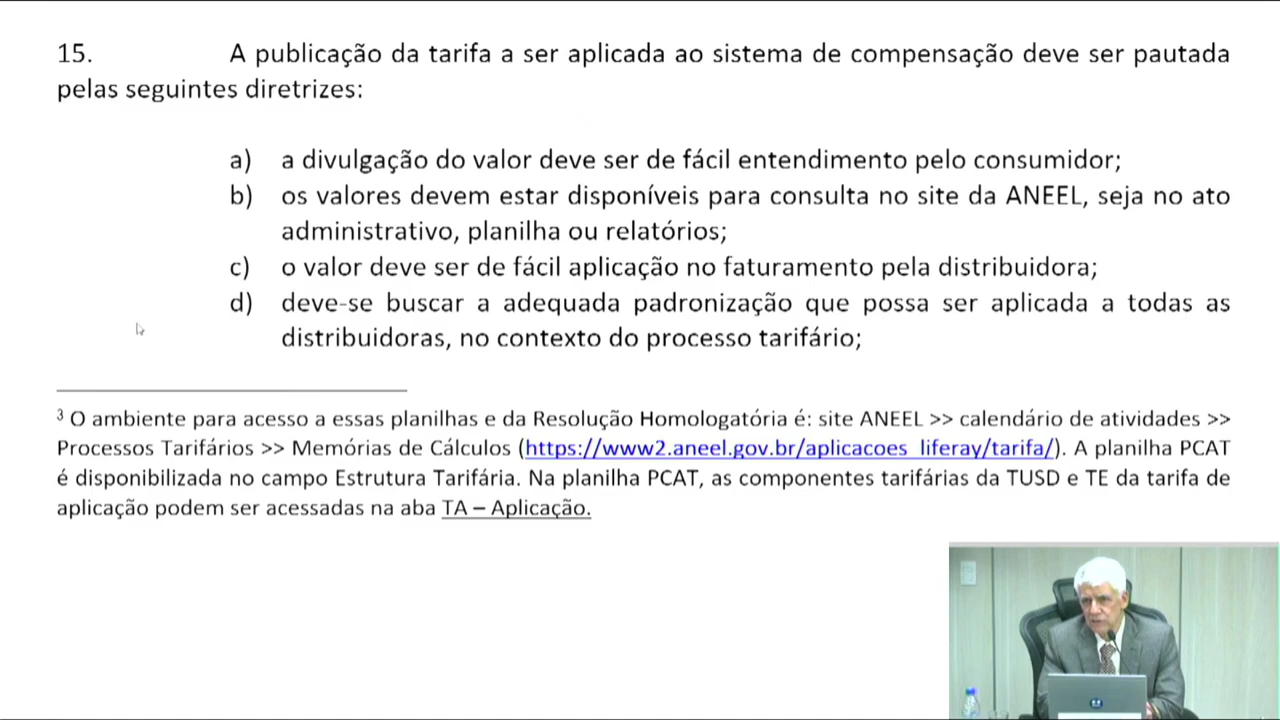 15. A publicação da tarifa a ser aplicada ao sistema de compensação deve ser pautada
pelas seguintes diretrizes:
a) a divulgação do valor deve ser de fácil entendimento pelo consumidor;
b) os valores devem estar disponíveis para consulta no site da ANEEL, seja no ato
administrativo, planilha ou relatórios;
c) o valor deve ser de fácil aplicação no faturamento pela distribuidora;
d) deve-se buscar a adequada padronização que possa ser aplicada a todas as
distribuidoras, no contexto do processo tarifário;
³ O ambiente para acesso a essas planilhas e da Resolução Homologatória é: site ANEEL >> calendário de atividades >>
Processos Tarifários >> Memórias de Cálculos (https://www2.aneel.gov.br/aplicacoes_liferay/tarifa/). A planilha PCAT
é disponibilizada no campo Estrutura Tarifária. Na planilha PCAT, as componentes tarifárias da TUSD e TE da tarifa de
aplicação podem ser acessadas na aba TA – Aplicação.